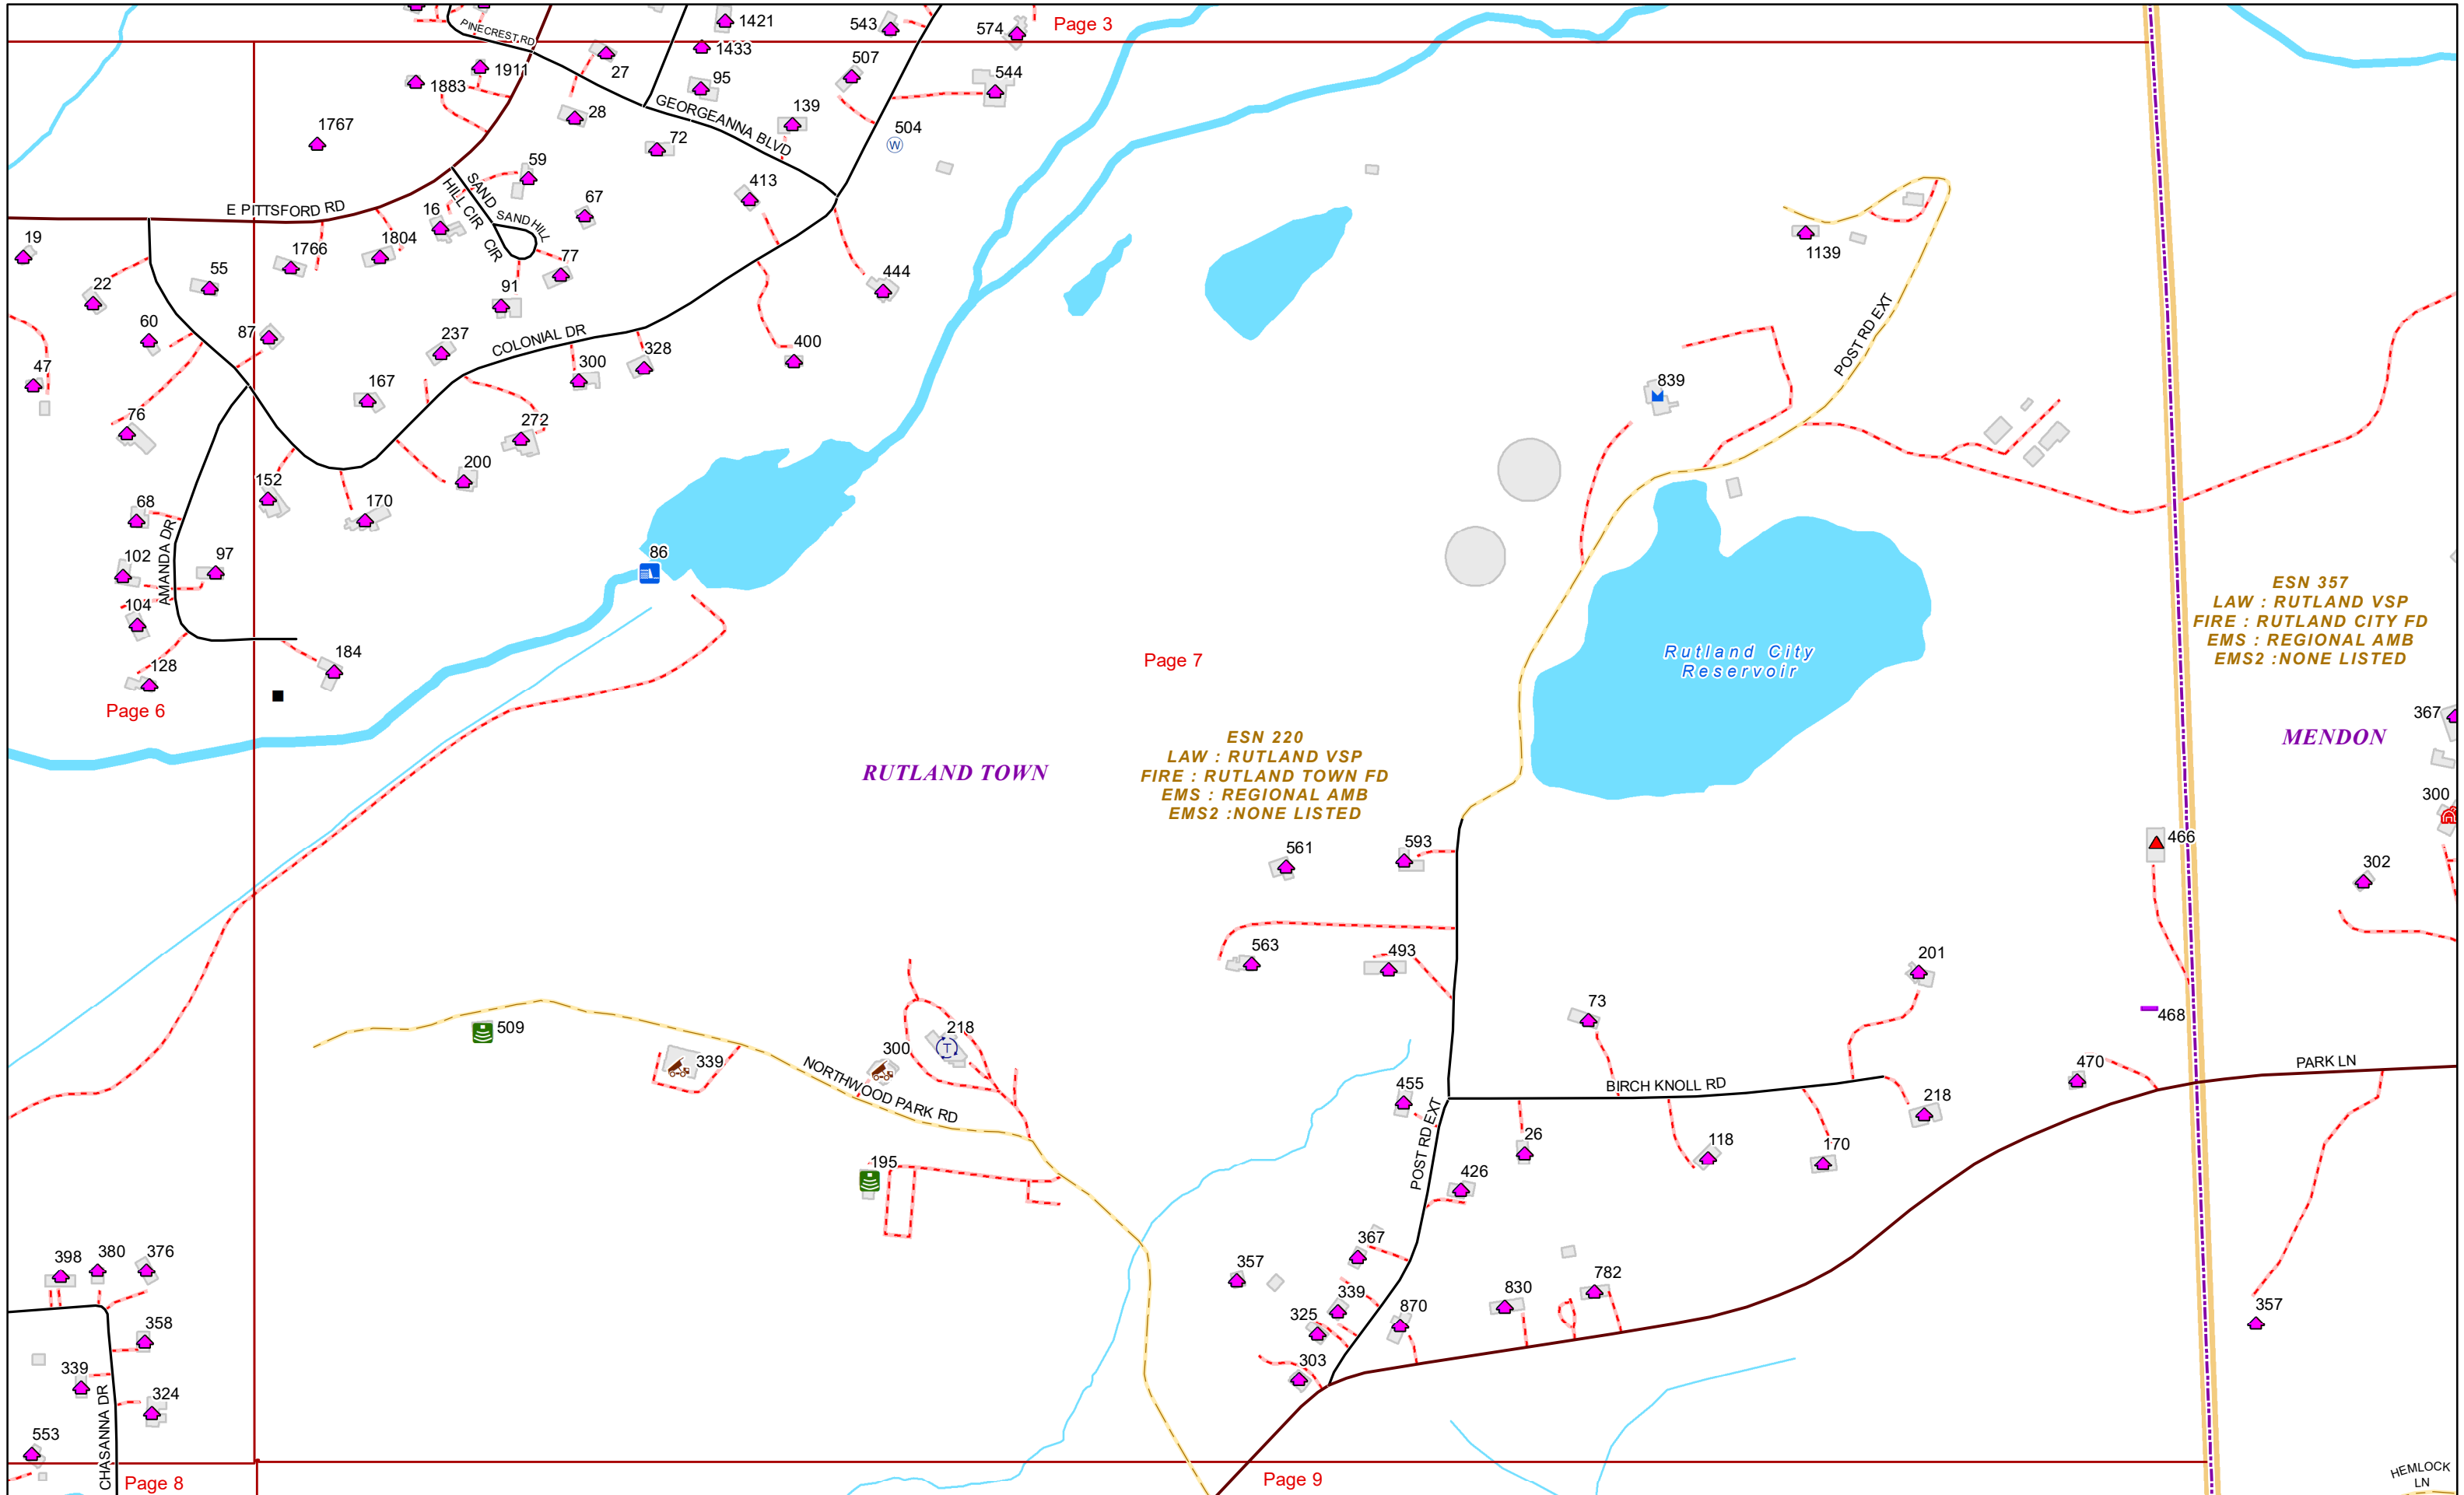 Page 3
PINECREST RD
1421
1433
543
574
1911
1883
27
95
507
544
GEORGEANNA BLVD
28
139
504
1767
72
59
SAND
HILL CIR
SAND HILL
CIR
413
67
E PITTSFORD RD
16
19
1766
1804
77
444
1139
22
55
91
POST RD EXT
60
87
237
COLONIAL DR
300
328
400
47
167
839
76
272
152
200
68
170
AMANDA DR
102
97
86
104
ESN 357
LAW : RUTLAND VSP
FIRE : RUTLAND CITY FD
EMS : REGIONAL AMB
EMS2 :NONE LISTED
128
184
Page 7
Rutland City
Reservoir
Page 6
367
MENDON
RUTLAND TOWN
ESN 220
LAW : RUTLAND VSP
FIRE : RUTLAND TOWN FD
EMS : REGIONAL AMB
EMS2 :NONE LISTED
300
466
561
593
302
563
493
201
73
468
509
218
339
300
NORTHWOOD PARK RD
470
PARK LN
455
BIRCH KNOLL RD
218
POST RD EXT
26
118
170
195
426
398
380
376
357
367
782
339
830
325
870
357
358
303
339
324
CHASANNA DR
553
Page 8
Page 9
HEMLOCK
LN
W
T